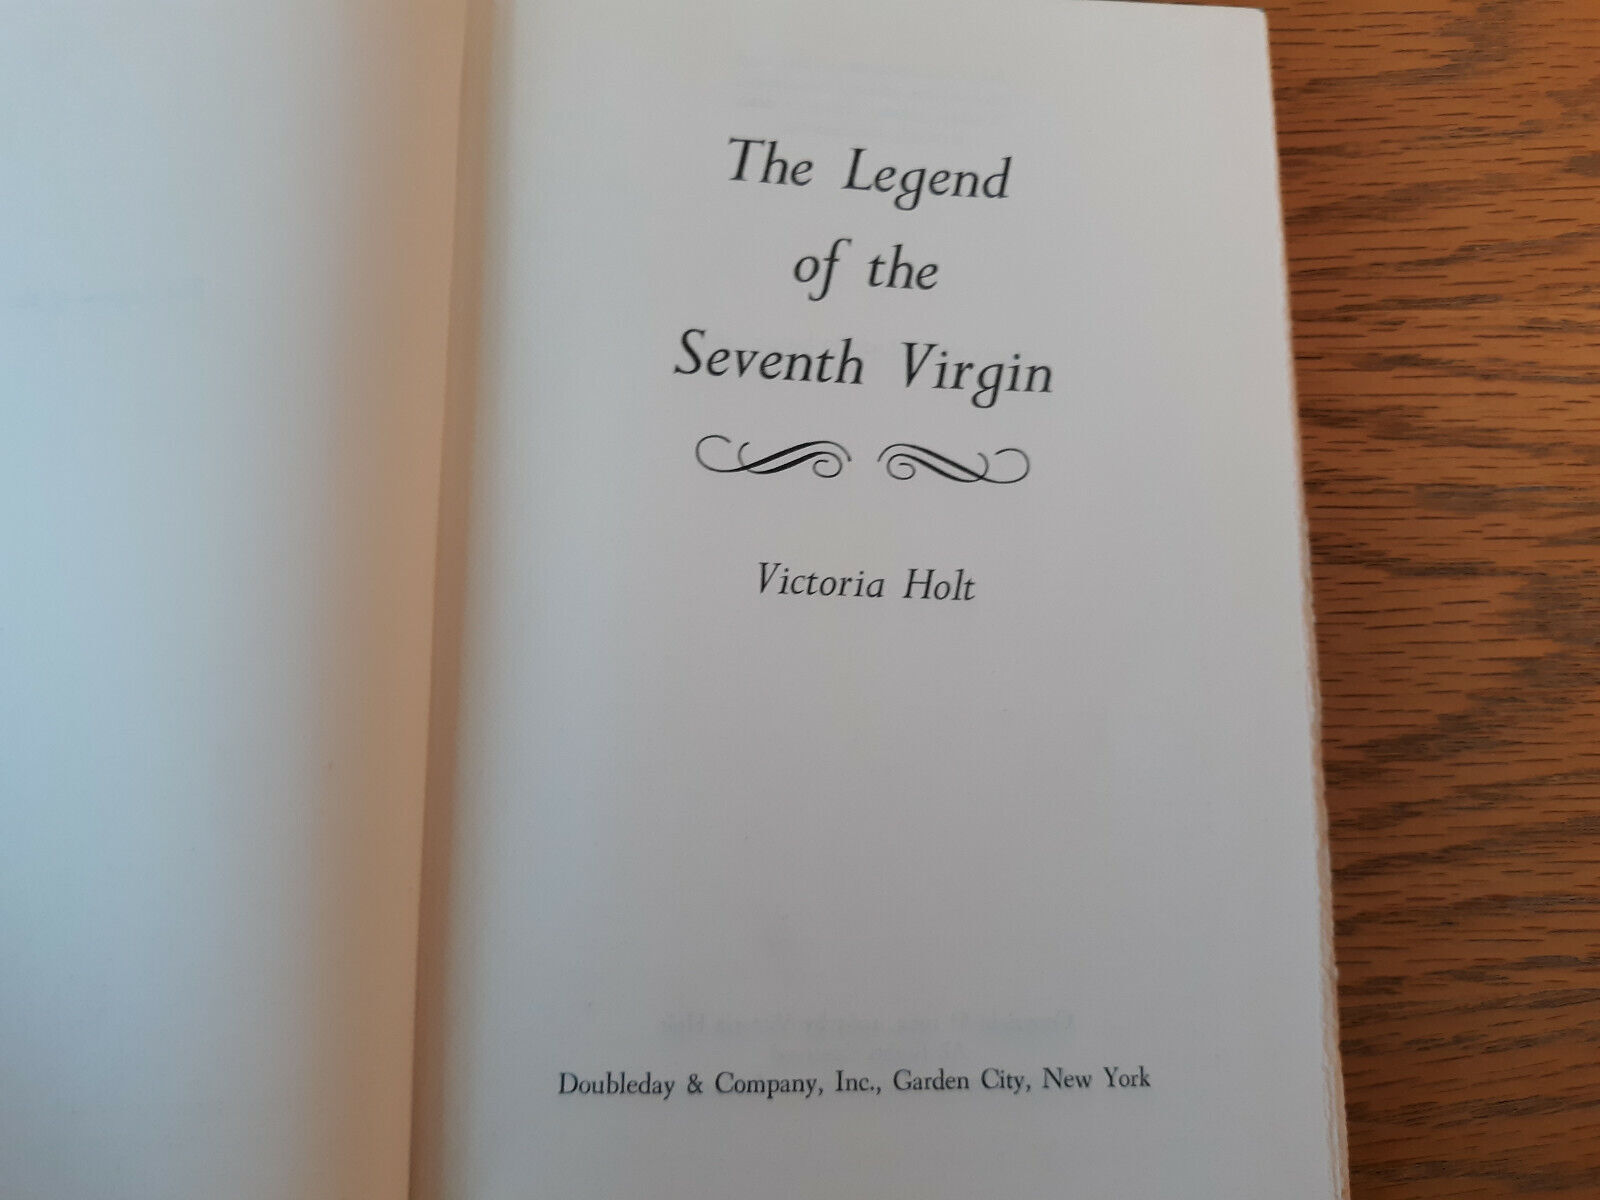 The Legend
of the
Seventh Virgin
Victoria Holt
Doubleday & Company, Inc., Garden City, New York